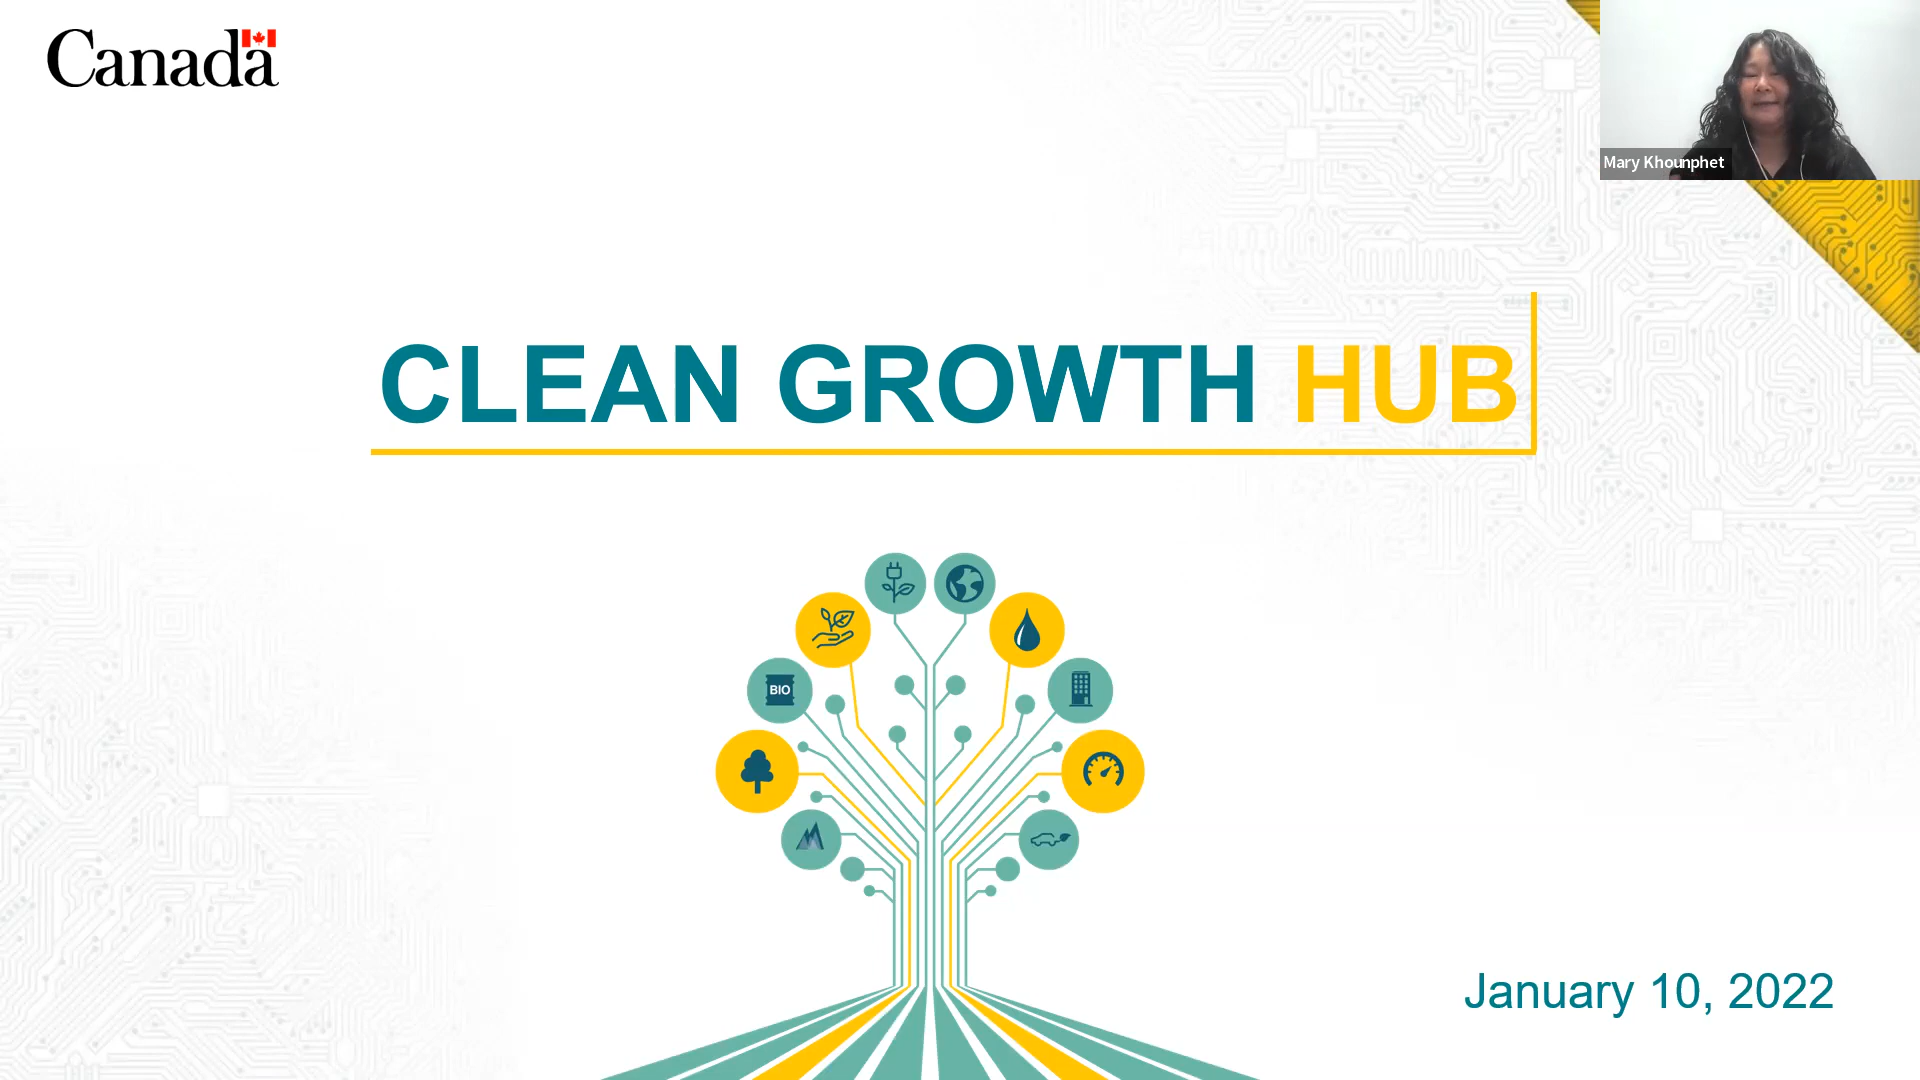 Canada
Mary Khounphet
CLEAN GROWTH HUB
BIO
January 10, 2022